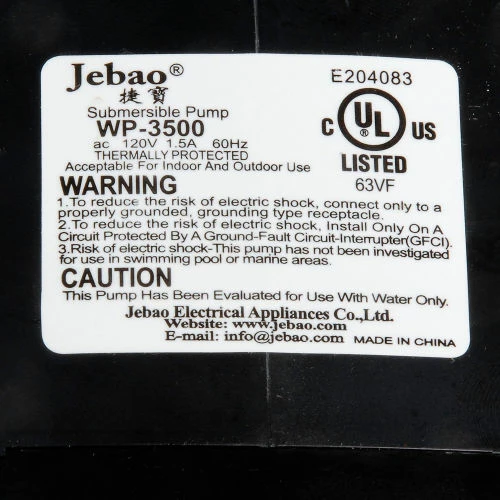 Jebao®
捷寶
E204083
Submersible Pump
WP-3500
ac 120V 1.5A 60Hz
THERMALLY PROTECTED
Acceptable For Indoor And Outdoor Use
C UL ® US
LISTED
63VF
WARNING
1.To reduce the risk of electric shock, connect only to a
properly grounded, grounding type receptacle.
2.To reduce the risk of electric shock, Install Only On A
Circuit Protected By A Ground-Fault Circuit-Interrupter(GFCI).
3.Risk of electric shock-This pump has not been investigated
for use in swimming pool or marine areas.
CAUTION
This Pump Has Been Evaluated for Use With Water Only.
Jebao Electrical Appliances Co.,Ltd.
Website: www.jebao.com
E-mail: info@jebao.com MADE IN CHINA